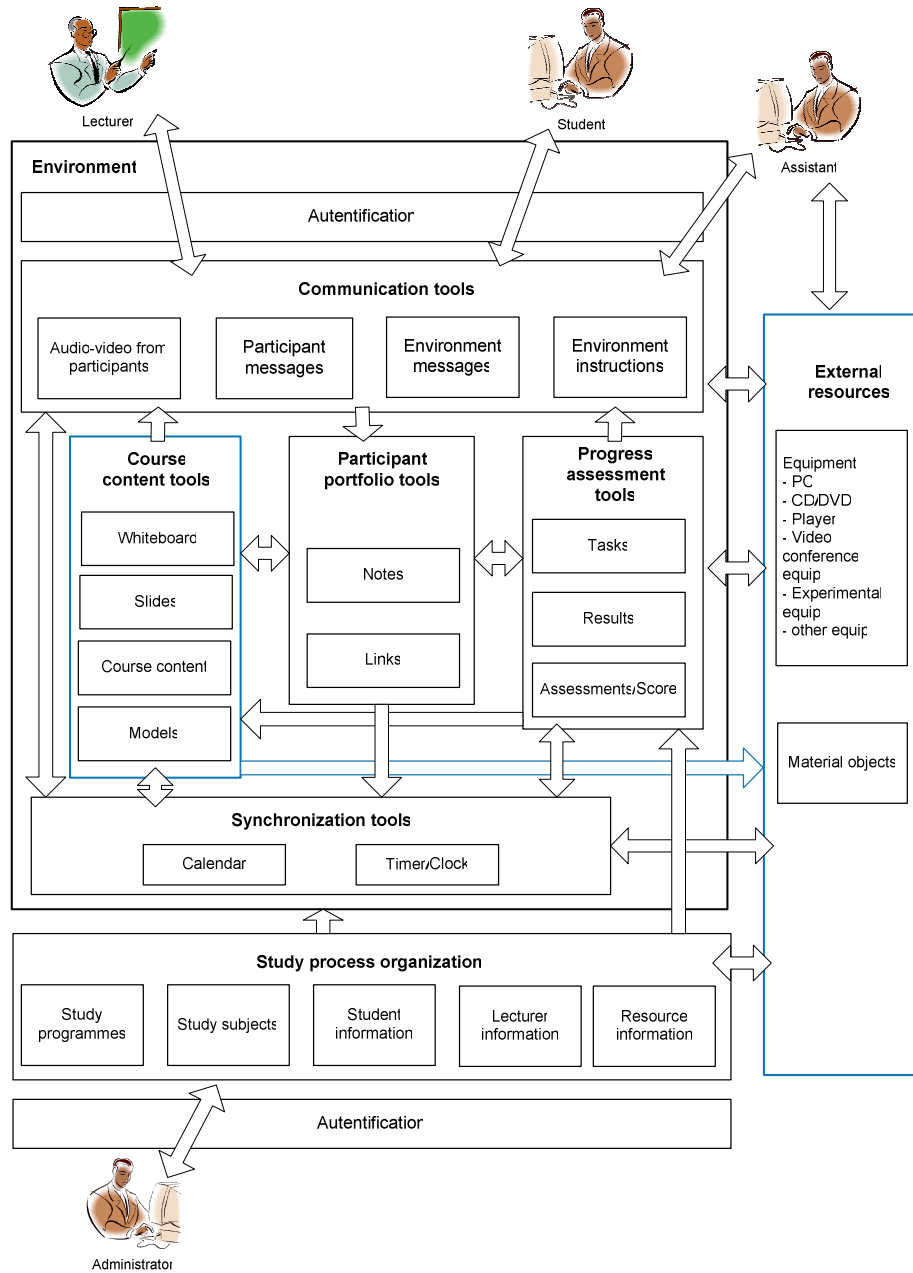 Lecturer
Student
Assistant
Environment
Autentification
Communication tools
Audio-video from
participants
Participant
messages
Environment
messages
Environment
instructions
External
resources
Course
content tools
Whiteboard
Slides
Course content
Models
Participant
portfolio tools
Notes
Links
Progress
assessment
tools
Tasks
Results
Assessments/Score
Equipment
- PC
- CD/DVD
- Player
- Video
conference
equip
- Experimental
equip
- other equip
Material objects
Synchronization tools
Calendar
Timer/Clock
Study process organization
Study
programmes
Study subjects
Student
information
Lecturer
information
Resource
information
Autentification
Administrator